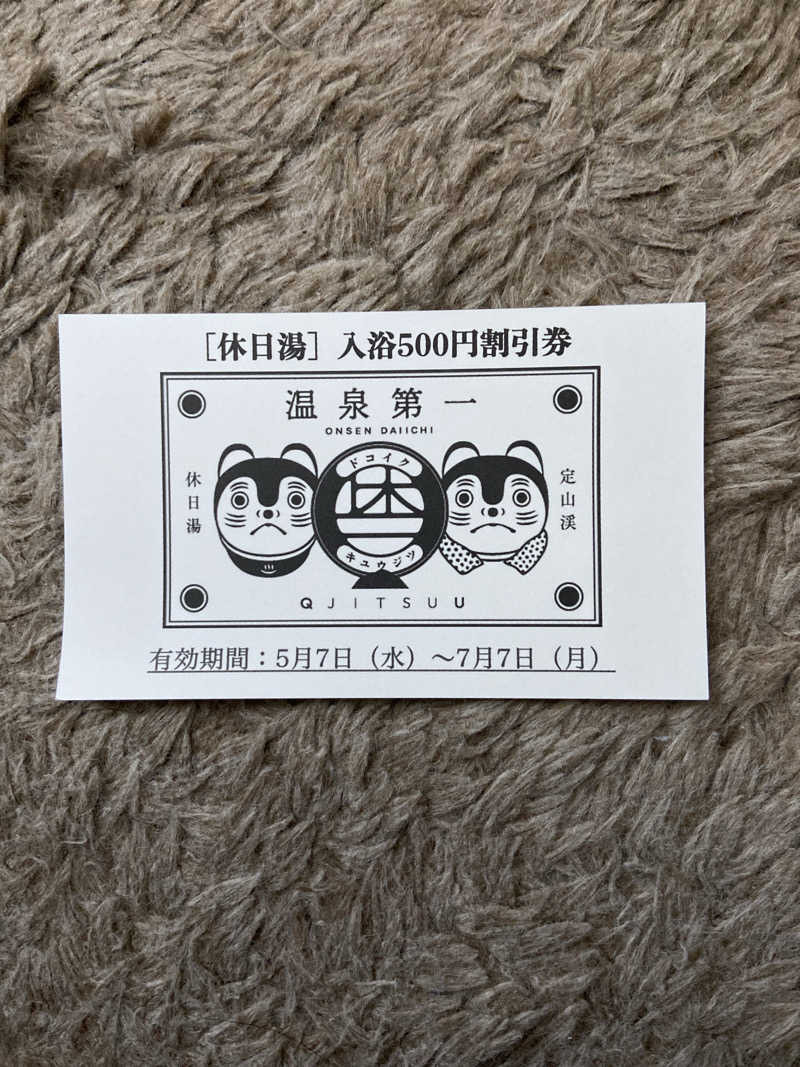 ［休日湯］入浴500円割引券
温泉第一
ONSEN DAIICHI
休日湯
ドコイク
休日
キュウジツ
定山渓
QJITSUU
有効期間：5月7日（水）～7月7日（月）